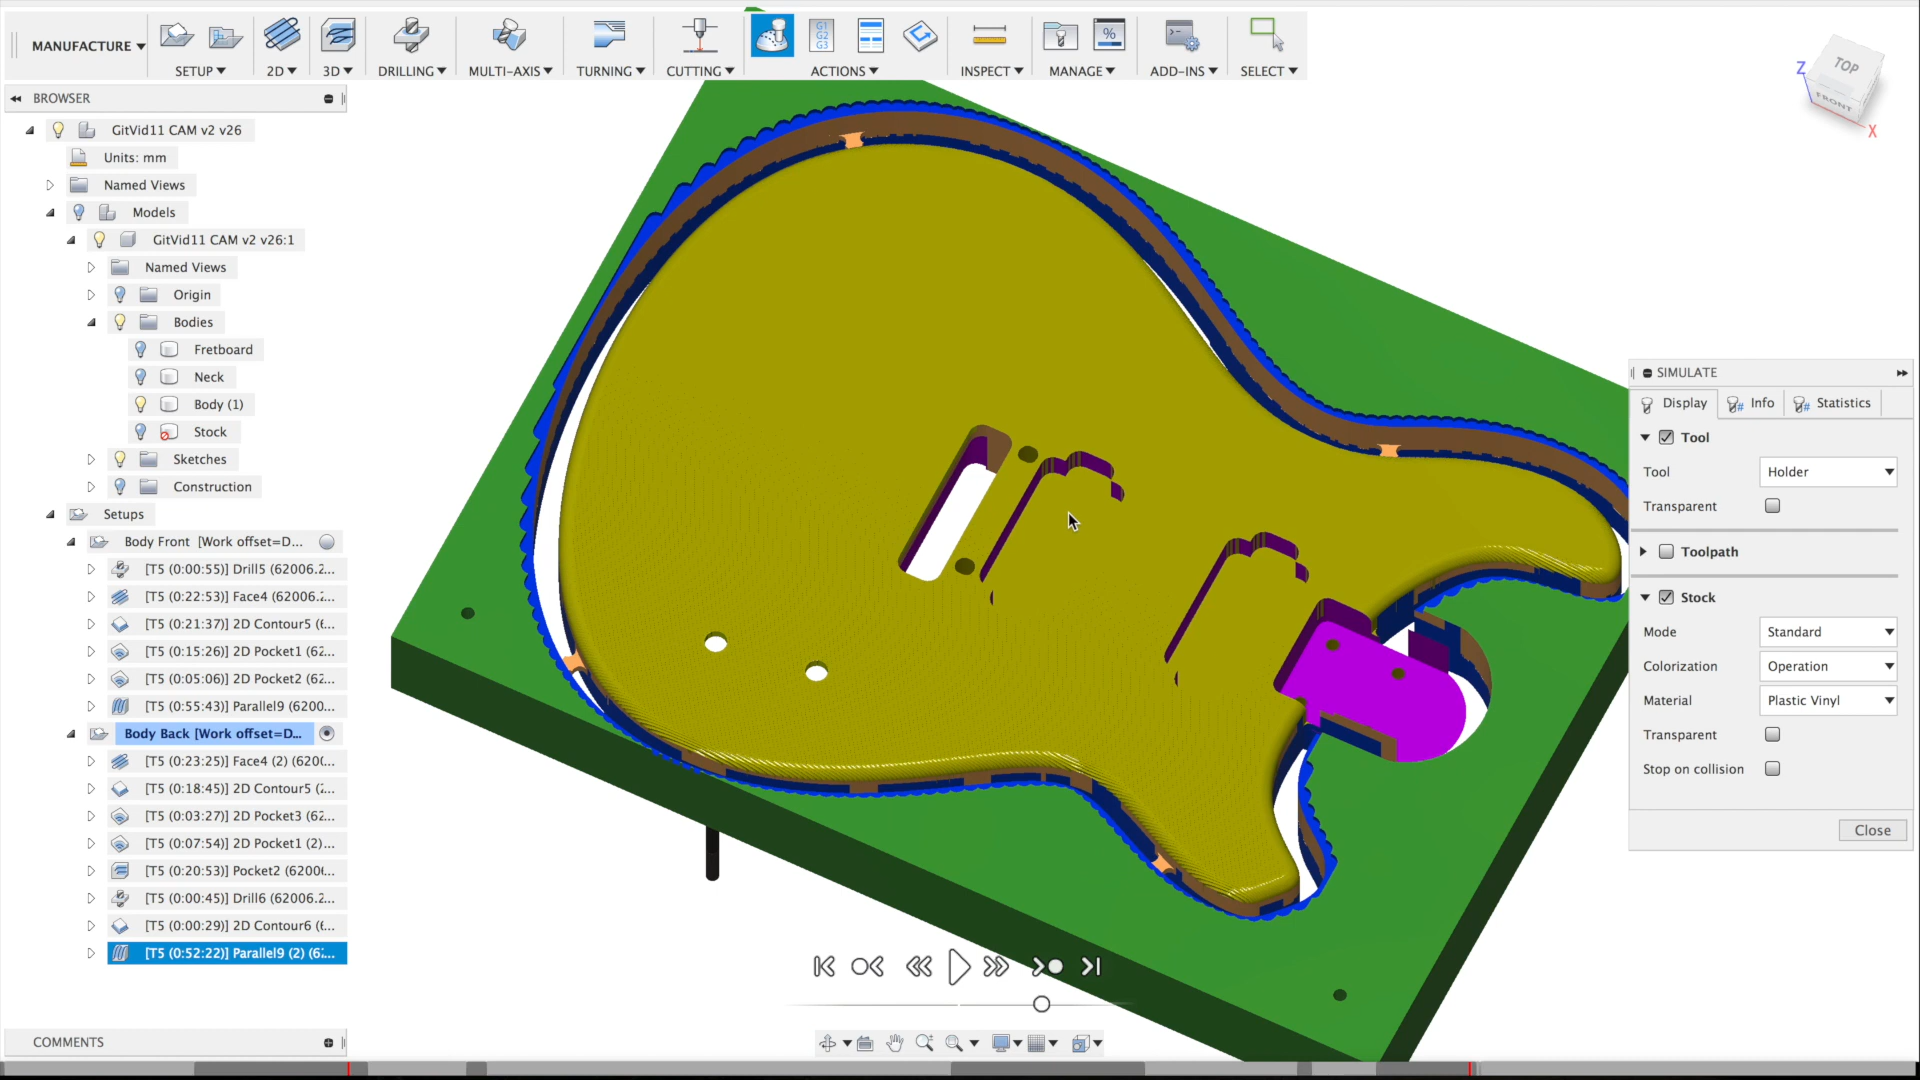 MANUFACTURE
SETUP
2D
3D
DRILLING
MULTI-AXIS
TURNING
CUTTING
G1
G2
G3
ACTIONS
INSPECT
%
MANAGE
ADD-INS
SELECT
TOP
FRONT
Z
X
BROWSER
GitVid11 CAM v2 v26
Units: mm
Named Views
Models
GitVid11 CAM v2 v26:1
Named Views
Origin
Bodies
Fretboard
Neck
Body (1)
Stock
Sketches
Construction
Setups
Body Front [Work offset=D...
[T5 (0:00:55)] Drill5 (62006.2...
[T5 (0:22:53)] Face4 (62006.2...
[T5 (0:21:37)] 2D Contour5 (6...
[T5 (0:15:26)] 2D Pocket1 (62...
[T5 (0:05:06)] 2D Pocket2 (62...
[T5 (0:55:43)] Parallel9 (6200...
Body Back [Work offset=D...
[T5 (0:23:25)] Face4 (2) (620(...
[T5 (0:18:45)] 2D Contour5 (2...
[T5 (0:03:27)] 2D Pocket3 (62...
[T5 (0:07:54)] 2D Pocket1 (2)...
[T5 (0:20:53)] Pocket2 (6200(...
[T5 (0:00:45)] Drill6 (62006.2...
[T5 (0:00:29)] 2D Contour6 (6...
[T5 (0:52:22)] Parallel9 (2) (6...
COMMENTS
SIMULATE
Display
Info
Statistics
Tool
Tool
Holder
Transparent
Toolpath
Stock
Mode
Standard
Colorization
Operation
Material
Plastic Vinyl
Transparent
Stop on collision
Close